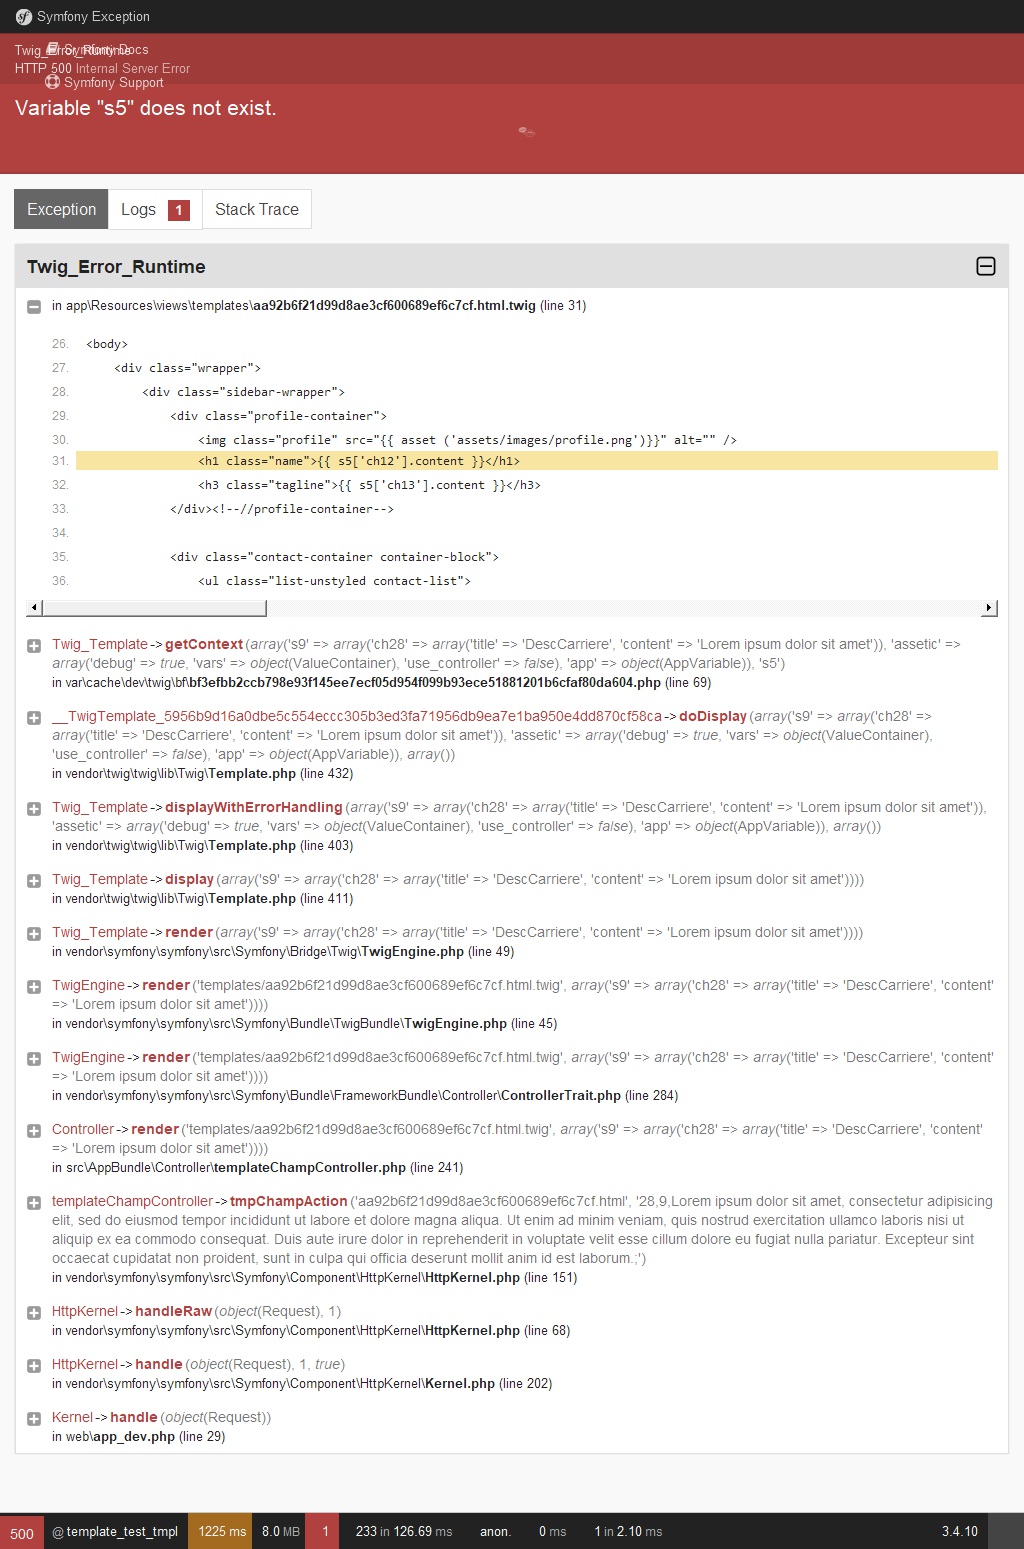 Symfony Exception
Symfony Docs
Twig_Error_Runtime
HTTP 500 Internal Server Error
Symfony Support
Variable "s5" does not exist.
Exception Logs 1 Stack Trace
Twig_Error_Runtime
in app\Resources\views\templates\aa92b6f21d99d8ae3cf600689ef6c7cf.html.twig (line 31)
26. <body>
27. <div class="wrapper">
28. <div class="sidebar-wrapper">
29. <div class="profile-container">
30. <img class="profile" src="{{ asset ('assets/images/profile.png')}}" alt="" />
31. <h1 class="name">{{ s5['ch12'].content }}</h1>
32. <h3 class="tagline">{{ s5['ch13'].content }}</h3>
33. </div><!--//profile-container-->
34.
35. <div class="contact-container container-block">
36. <ul class="list-unstyled contact-list">
Twig_Template->getContext(array('s9' => array('ch28' => array('title' => 'DescCarriere', 'content' => 'Lorem ipsum dolor sit amet')), 'assetic' =>
array('debug' => true, 'vars' => object(ValueContainer), 'use_controller' => false), 'app' => object(AppVariable)), 's5')
in var\cache\dev\twig\bf\bf3efbb2ccb798e93f145ee7ecf05d954f099b93ece51881201b6cfaf80da604.php (line 69)
__TwigTemplate_5956b9d16a0dbe5c554eccc305b3ed3fa71956db9ea7e1ba950e4dd870cf58ca->doDisplay(array('s9' => array('ch28' =>
array('title' => 'DescCarriere', 'content' => 'Lorem ipsum dolor sit amet')), 'assetic' => array('debug' => true, 'vars' => object(ValueContainer),
'use_controller' => false), 'app' => object(AppVariable)), array())
in vendor\twig\twig\lib\Twig\Template.php (line 432)
Twig_Template->displayWithErrorHandling(array('s9' => array('ch28' => array('title' => 'DescCarriere', 'content' => 'Lorem ipsum dolor sit amet')),
'assetic' => array('debug' => true, 'vars' => object(ValueContainer), 'use_controller' => false), 'app' => object(AppVariable)), array())
in vendor\twig\twig\lib\Twig\Template.php (line 403)
Twig_Template->display(array('s9' => array('ch28' => array('title' => 'DescCarriere', 'content' => 'Lorem ipsum dolor sit amet'))))
in vendor\twig\twig\lib\Twig\Template.php (line 411)
Twig_Template->render(array('s9' => array('ch28' => array('title' => 'DescCarriere', 'content' => 'Lorem ipsum dolor sit amet'))))
in vendor\symfony\symfony\src\Symfony\Bridge\Twig\TwigEngine.php (line 49)
TwigEngine->render('templates/aa92b6f21d99d8ae3cf600689ef6c7cf.html.twig', array('s9' => array('ch28' => array('title' => 'DescCarriere', 'content'
=> 'Lorem ipsum dolor sit amet'))))
in vendor\symfony\symfony\src\Symfony\Bundle\TwigBundle\TwigEngine.php (line 45)
TwigEngine->render('templates/aa92b6f21d99d8ae3cf600689ef6c7cf.html.twig', array('s9' => array('ch28' => array('title' => 'DescCarriere', 'content'
=> 'Lorem ipsum dolor sit amet'))))
in vendor\symfony\symfony\src\Symfony\Bundle\FrameworkBundle\Controller\ControllerTrait.php (line 284)
Controller->render('templates/aa92b6f21d99d8ae3cf600689ef6c7cf.html.twig', array('s9' => array('ch28' => array('title' => 'DescCarriere', 'content'
=> 'Lorem ipsum dolor sit amet'))))
in src\AppBundle\Controller\templateChampController.php (line 241)
templateChampController->tmpChampAction('aa92b6f21d99d8ae3cf600689ef6c7cf.html', '28,9,Lorem ipsum dolor sit amet, consectetur adipisicing
elit, sed do eiusmod tempor incididunt ut labore et dolore magna aliqua. Ut enim ad minim veniam, quis nostrud exercitation ullamco laboris nisi ut
aliquip ex ea commodo consequat. Duis aute irure dolor in reprehenderit in voluptate velit esse cillum dolore eu fugiat nulla pariatur. Excepteur sint
occaecat cupidatat non proident, sunt in culpa qui officia deserunt mollit anim id est laborum.;')
in vendor\symfony\symfony\src\Symfony\Component\HttpKernel\HttpKernel.php (line 151)
HttpKernel->handleRaw(object(Request), 1)
in vendor\symfony\symfony\src\Symfony\Component\HttpKernel\HttpKernel.php (line 68)
HttpKernel->handle(object(Request), 1, true)
in vendor\symfony\symfony\src\Symfony\Component\HttpKernel\Kernel.php (line 202)
Kernel->handle(object(Request))
in web\app_dev.php (line 29)
500 @ template_test_tmpl 1225 ms 8.0 MB 1 233 in 126.69 ms anon. 0 ms 1 in 2.10 ms 3.4.10